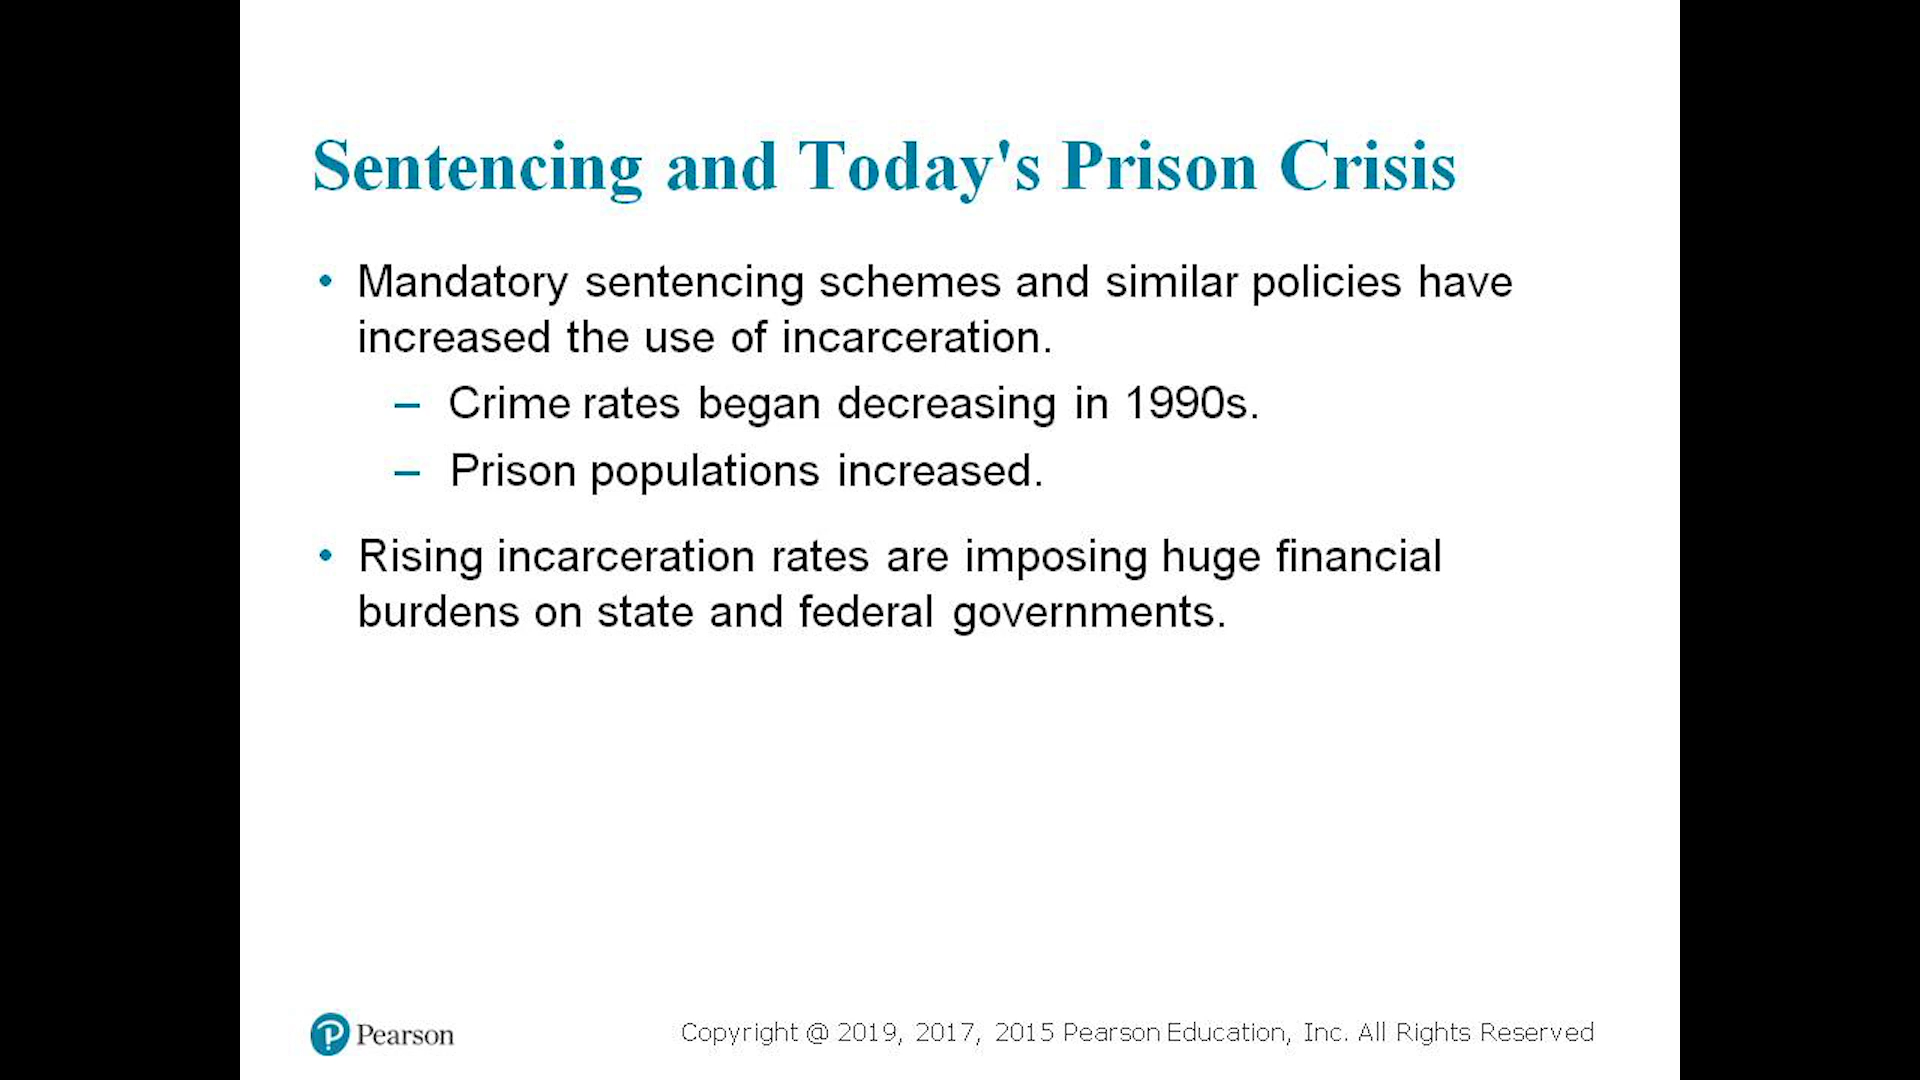 Sentencing and Today's Prison Crisis
• Mandatory sentencing schemes and similar policies have
increased the use of incarceration.
– Crime rates began decreasing in 1990s.
– Prison populations increased.
• Rising incarceration rates are imposing huge financial
burdens on state and federal governments.
Pearson
Copyright @ 2019, 2017, 2015 Pearson Education, Inc. All Rights Reserved